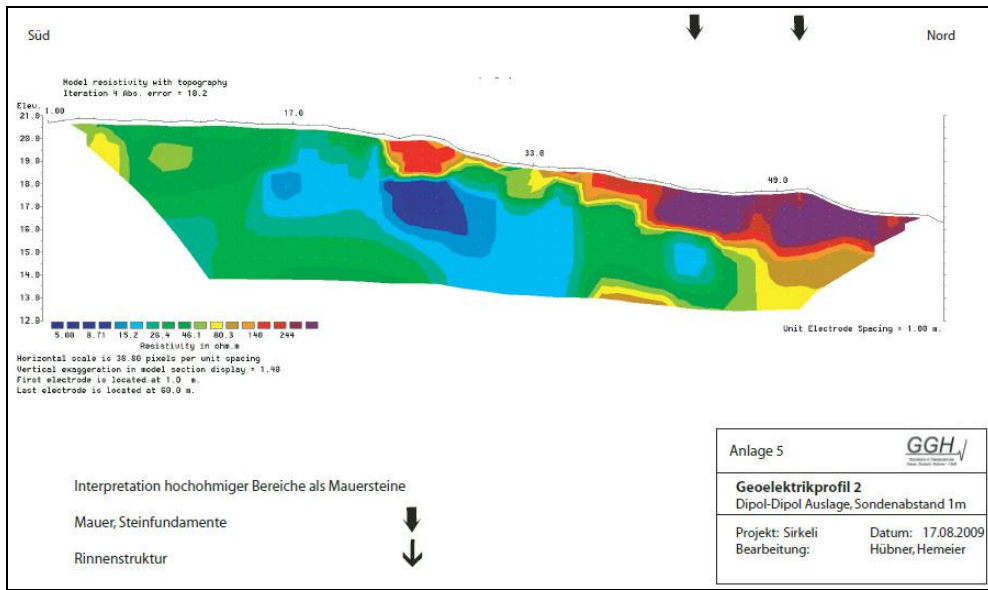 Süd
Nord
Model resistivity with topography
Iteration 4 Abs. error = 18.2
Elev.
1.00
17.0
33.0
49.0
21.0
20.0
19.0
18.0
17.0
16.0
15.0
14.0
13.0
12.0
5.00 8.71 15.2 26.4 46.1 80.3 140 244
Resistivity in ohm.m
Unit Electrode Spacing = 1.00 m.
Horizontal scale is 38.80 pixels per unit spacing
Vertical exaggeration in model section display = 1.48
First electrode is located at 1.0 m.
Last electrode is located at 60.0 m.
Interpretation hochohmiger Bereiche als Mauersteine
Mauer, Steinfundamente
Rinnenstruktur
Anlage 5
GGH
Geoelektrikprofil 2
Dipol-Dipol Auslage, Sondenabstand 1m
Projekt: Sirkeli Datum: 17.08.2009
Bearbeitung: Hübner, Hemeier